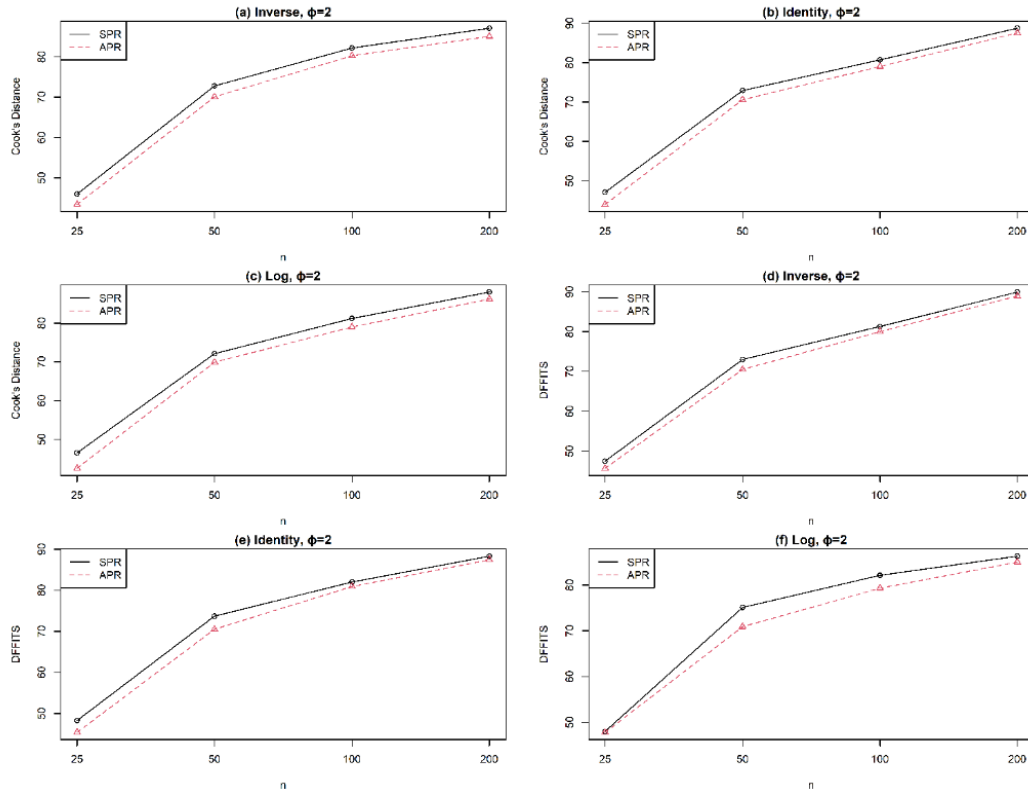 (a) Inverse, ϕ=2
SPR
APR
Cook's Distance
80
70
60
50
25 50 100 200
n
(b) Identity, ϕ=2
SPR
APR
Cook's Distance
90
80
70
60
50
25 50 100 200
n
(c) Log, ϕ=2
SPR
APR
Cook's Distance
80
70
60
50
25 50 100 200
n
(d) Inverse, ϕ=2
SPR
APR
DFFITS
90
80
70
60
50
25 50 100 200
n
(e) Identity, ϕ=2
SPR
APR
DFFITS
90
80
70
60
50
25 50 100 200
n
(f) Log, ϕ=2
SPR
APR
DFFITS
80
70
60
50
25 50 100 200
n